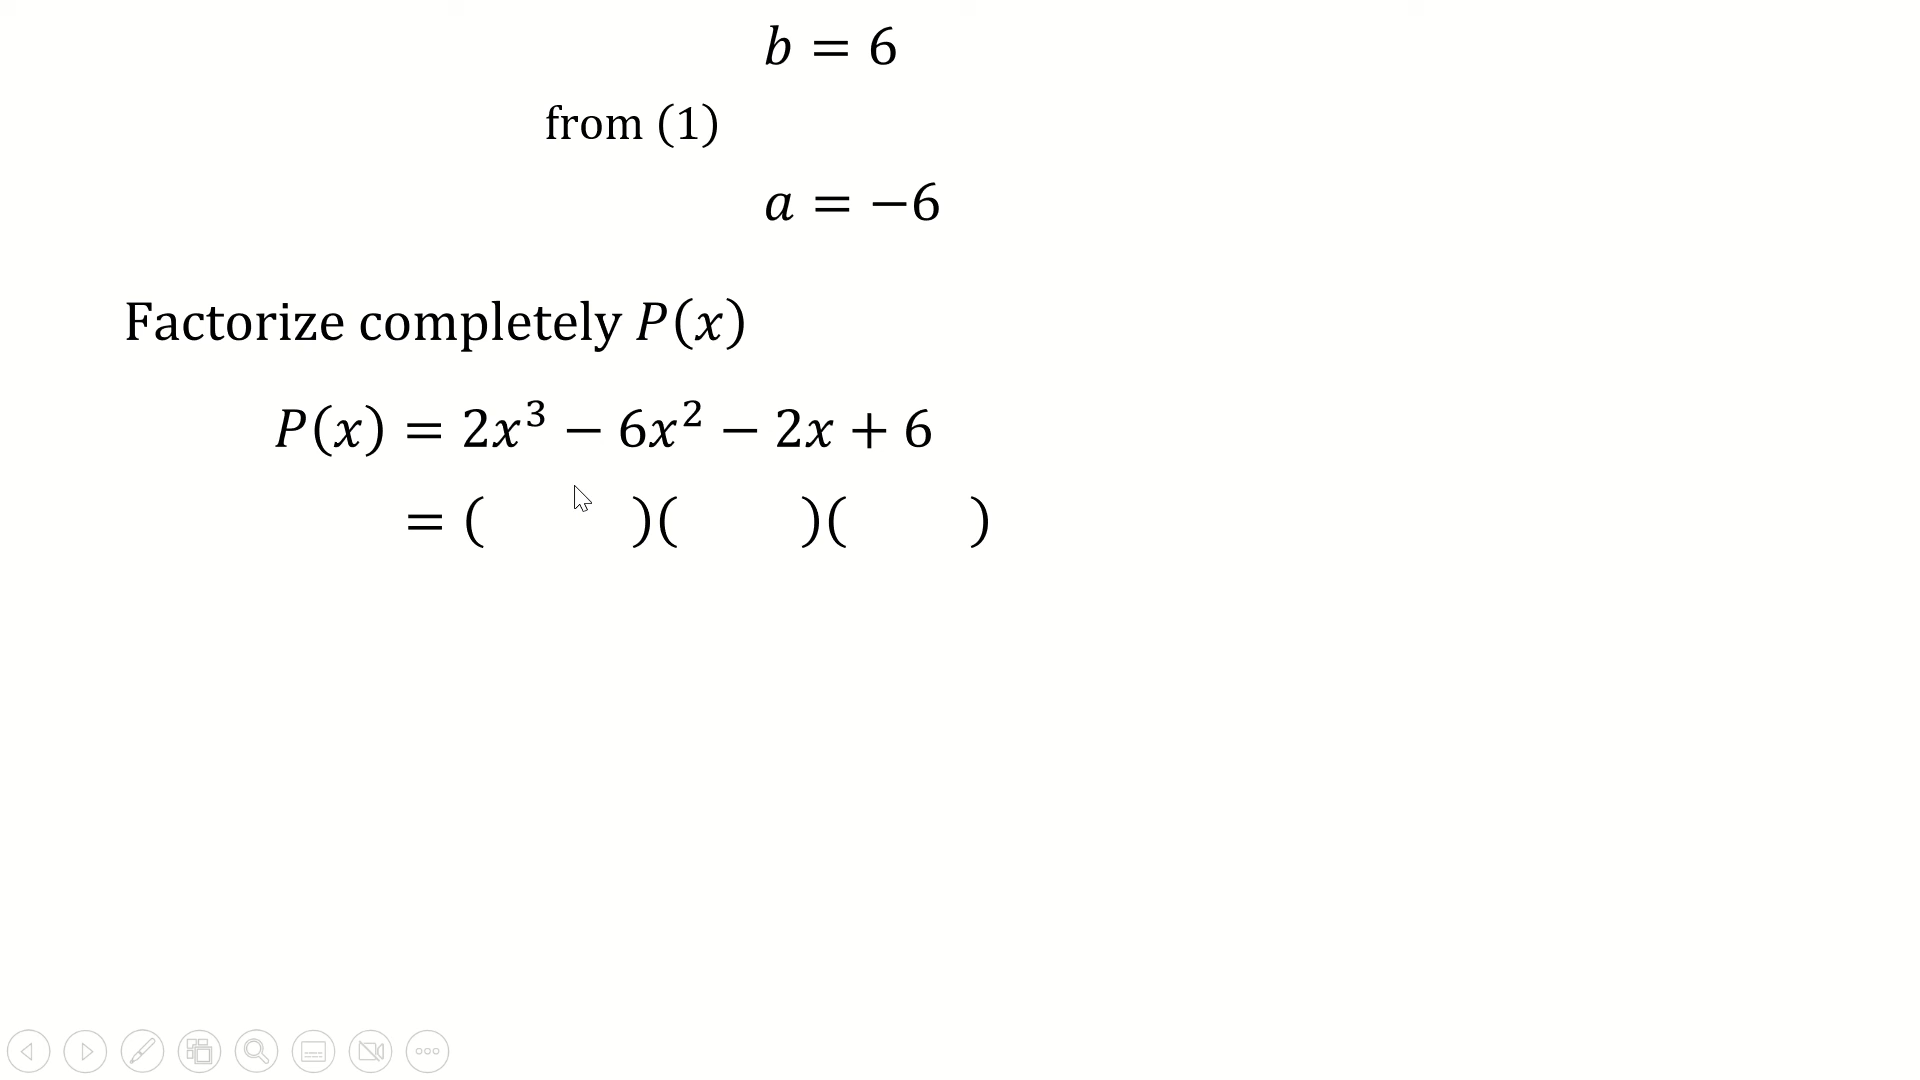 b = 6
from (1)
a = −6
Factorize completely P(x)
P(x) = 2x³ − 6x² − 2x + 6
= (       )(       )(       )